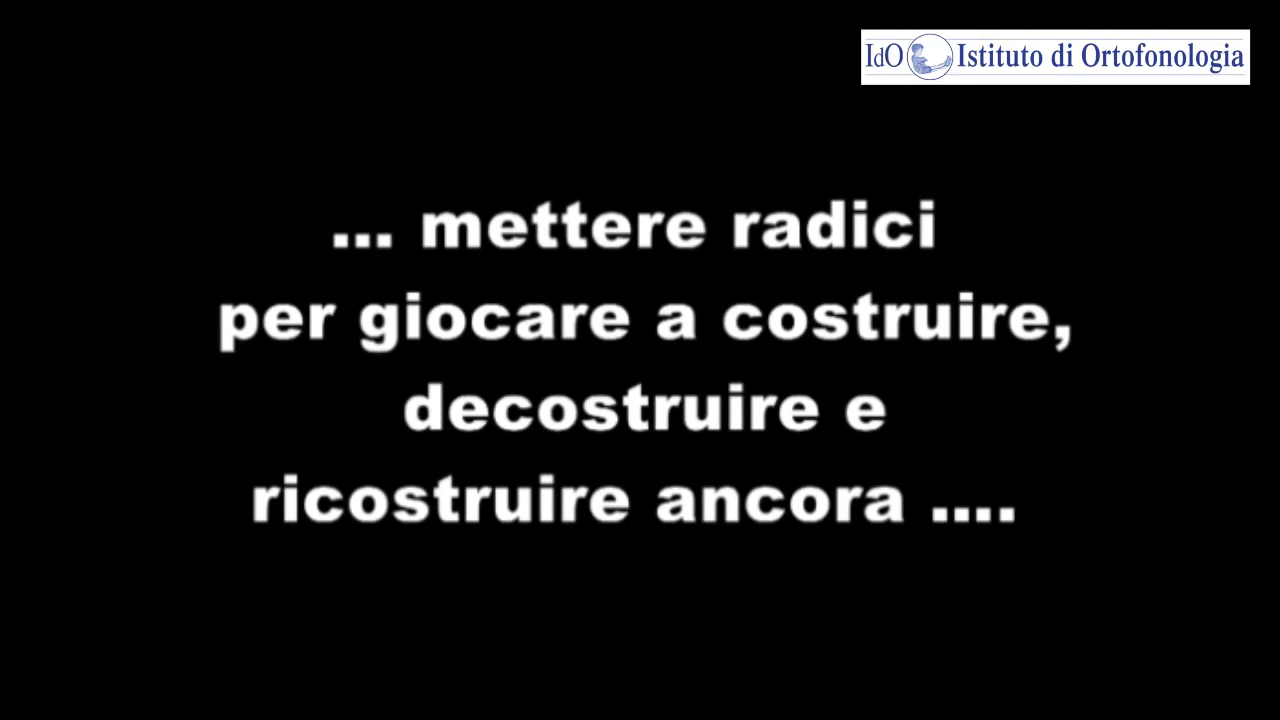 IdO Istituto di Ortofonologia
... mettere radici
per giocare a costruire,
decostruire e
ricostruire ancora ....